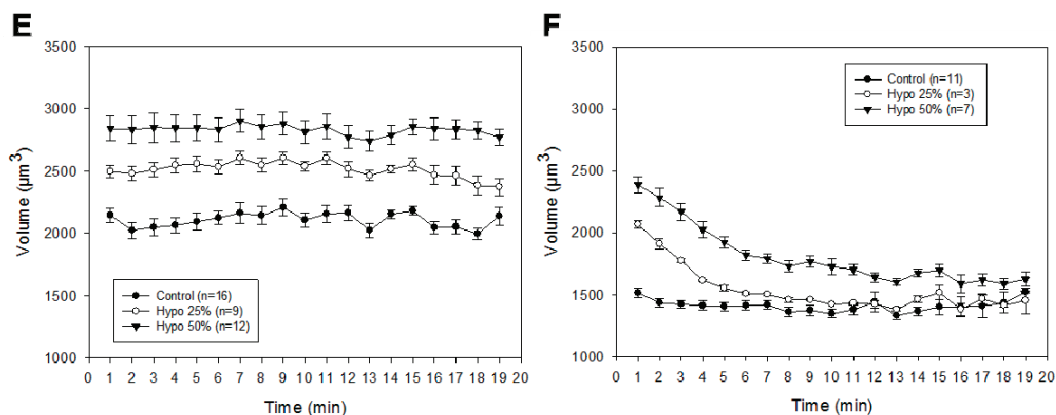 E
3500
3000
2500
2000
1500
1000
Volume (µm³)
Control (n=16)
Hypo 25% (n=9)
Hypo 50% (n=12)
0 1 2 3 4 5 6 7 8 9 10 11 12 13 14 15 16 17 18 19 20
Time (min)
F
3500
3000
2500
2000
1500
1000
Volume (µm³)
Control (n=11)
Hypo 25% (n=3)
Hypo 50% (n=7)
0 1 2 3 4 5 6 7 8 9 10 11 12 13 14 15 16 17 18 19 20
Time (min)